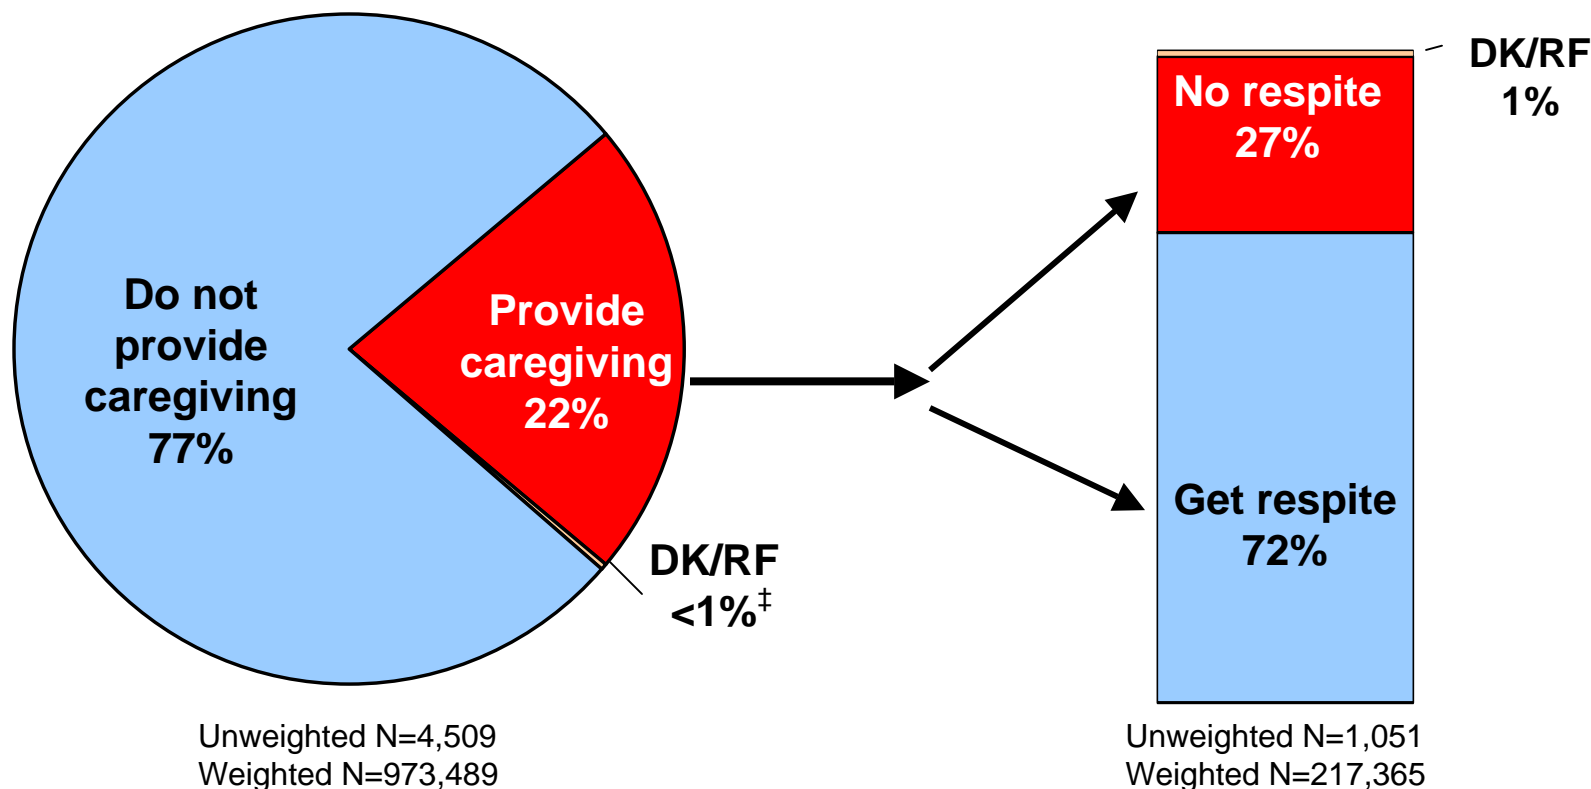 Do not
provide
caregiving
77%
Provide
caregiving
22%
DK/RF
<1%‡
Unweighted N=4,509
Weighted N=973,489
DK/RF
1%
No respite
27%
Get respite
72%
Unweighted N=1,051
Weighted N=217,365